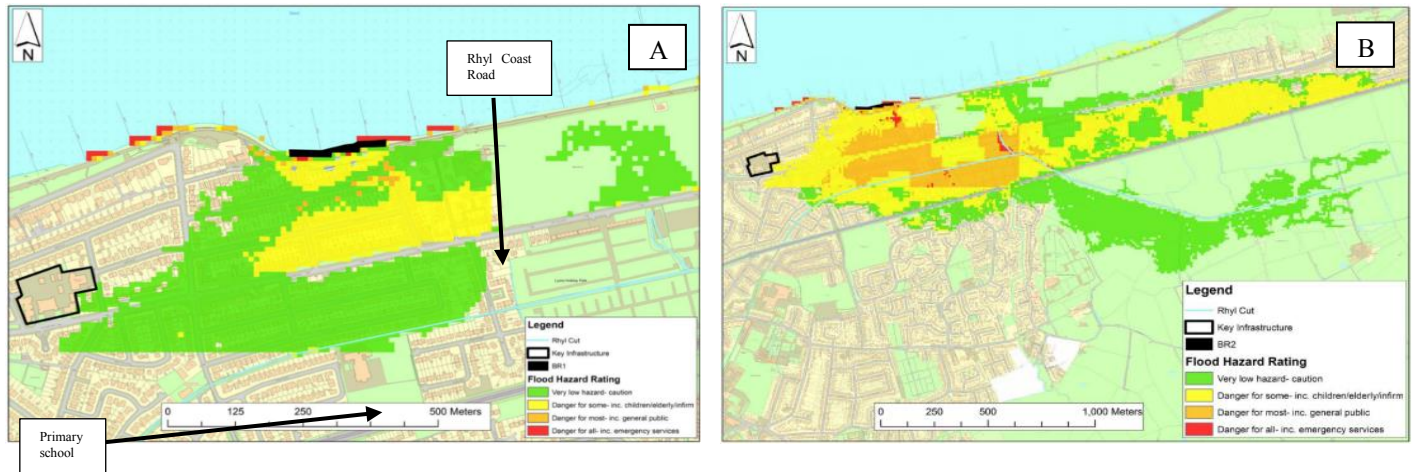 N
Rhyl Coast
Road
A
Legend
Rhyl Cut
Key Infrastructure
BR1
Flood Hazard Rating
Very low hazard- caution
Danger for some- inc. children/elderly/infirm
Danger for most- inc. general public
Danger for all- inc. emergency services
0 125 250 500 Meters
Primary
school
N
B
Legend
Rhyl Cut
Key Infrastructure
BR2
Flood Hazard Rating
Very low hazard- caution
Danger for some- inc. children/elderly/infirm
Danger for most- inc. general public
Danger for all- inc. emergency services
0 250 500 1,000 Meters